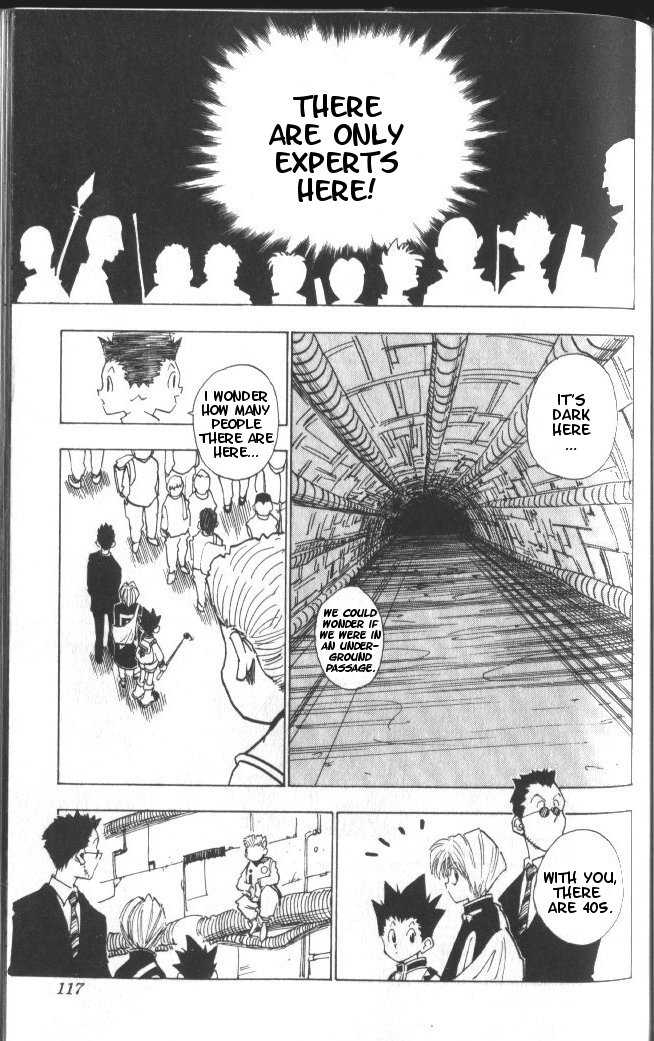 THERE
ARE ONLY
EXPERTS
HERE!
IT'S
DARK
HERE
...
WE COULD
WONDER IF
WE WERE IN
AN UNDER-
GROUND
PASSAGE.
I WONDER
HOW MANY
PEOPLE
THERE ARE
HERE...
WITH YOU,
THERE
ARE 405.
117